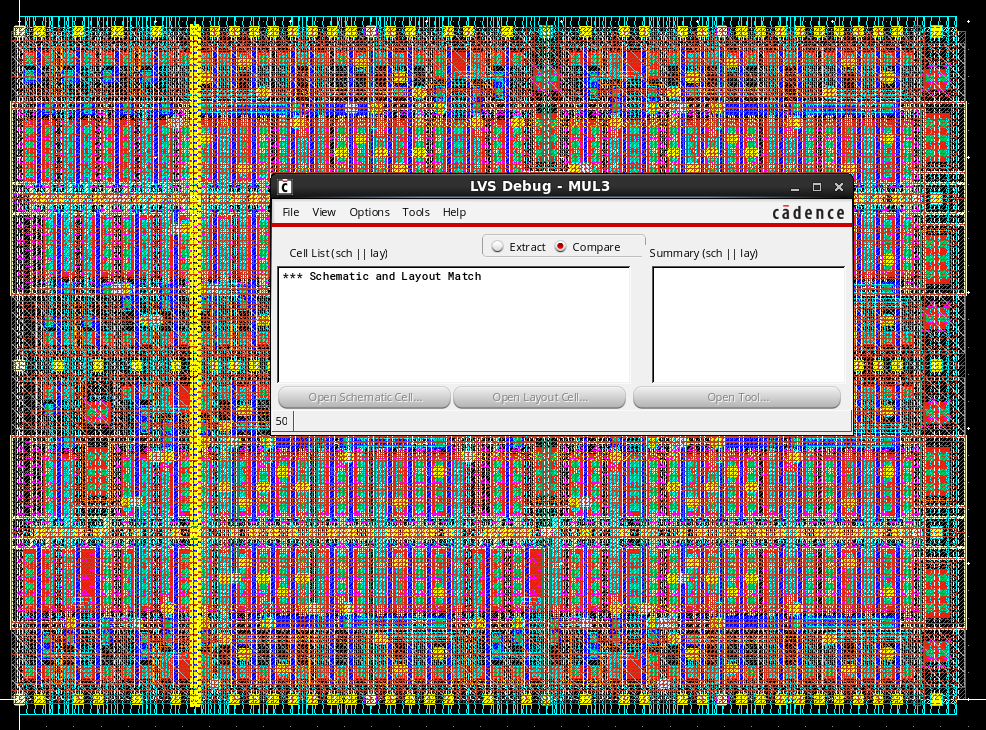 LVS Debug - MUL3
File View Options Tools Help
cādence
Extract Compare
Cell List (sch || lay)
Summary (sch || lay)
*** Schematic and Layout Match
Open Schematic Cell...
Open Layout Cell...
Open Tool...
50